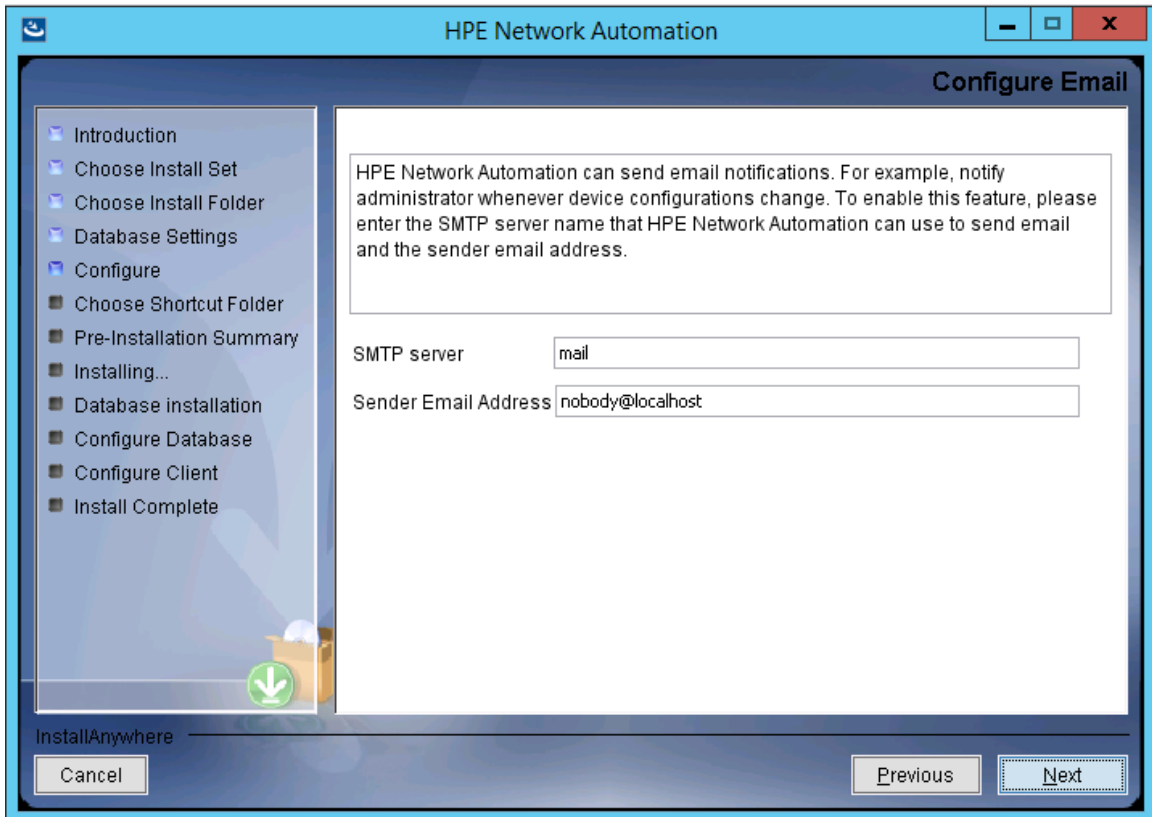 HPE Network Automation
Configure Email
Introduction
Choose Install Set
Choose Install Folder
Database Settings
Configure
Choose Shortcut Folder
Pre-Installation Summary
Installing...
Database installation
Configure Database
Configure Client
Install Complete
HPE Network Automation can send email notifications. For example, notify
administrator whenever device configurations change. To enable this feature, please
enter the SMTP server name that HPE Network Automation can use to send email
and the sender email address.
SMTP server mail
Sender Email Address nobody@localhost
InstallAnywhere
Cancel Previous Next